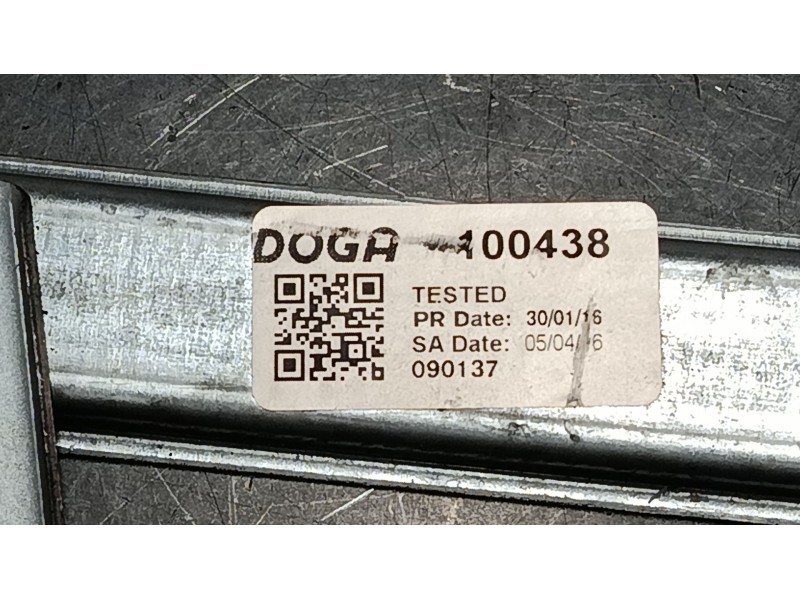 DOGA 100438
TESTED
PR Date: 30/01/16
SA Date: 05/04/16
090137